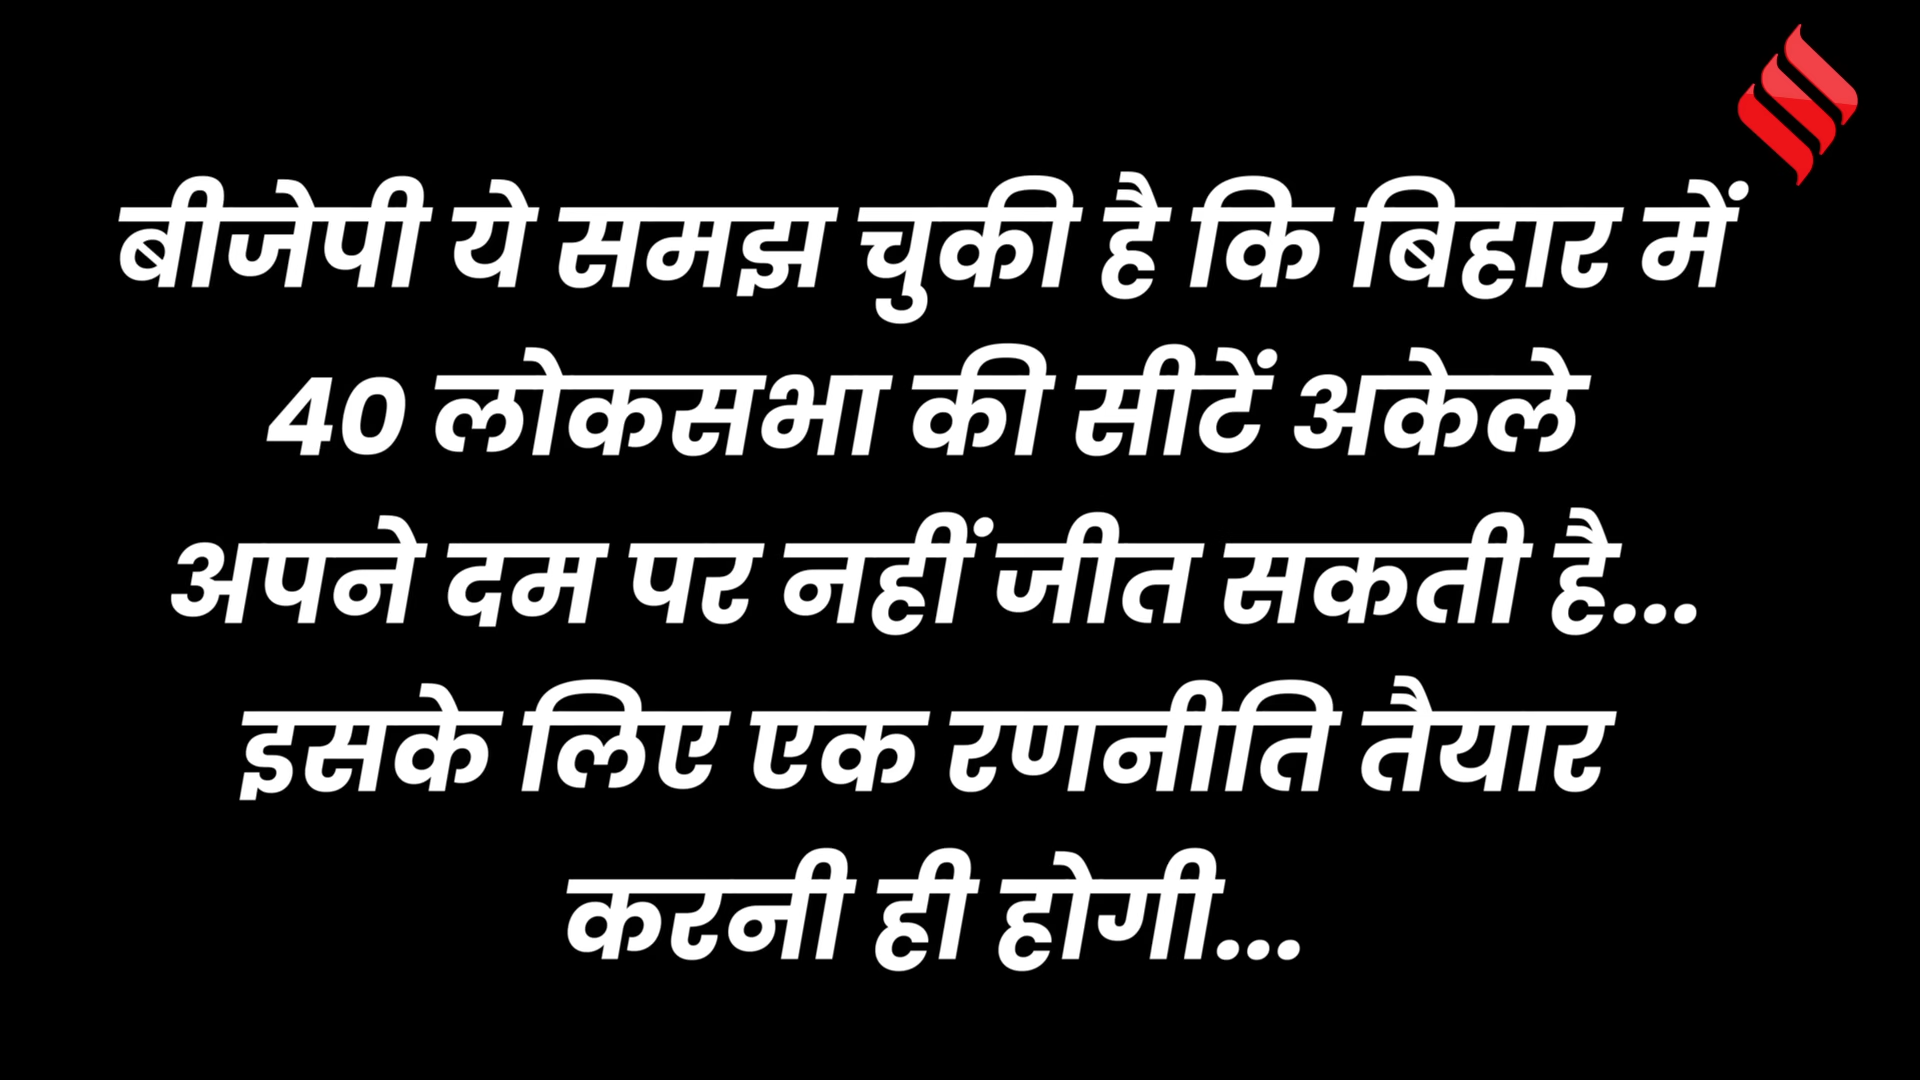 बीजेपी ये समझ चुकी है कि बिहार में
40 लोकसभा की सीटें अकेले
अपने दम पर नहीं जीत सकती है...
इसके लिए एक रणनीति तैयार
करनी ही होगी...